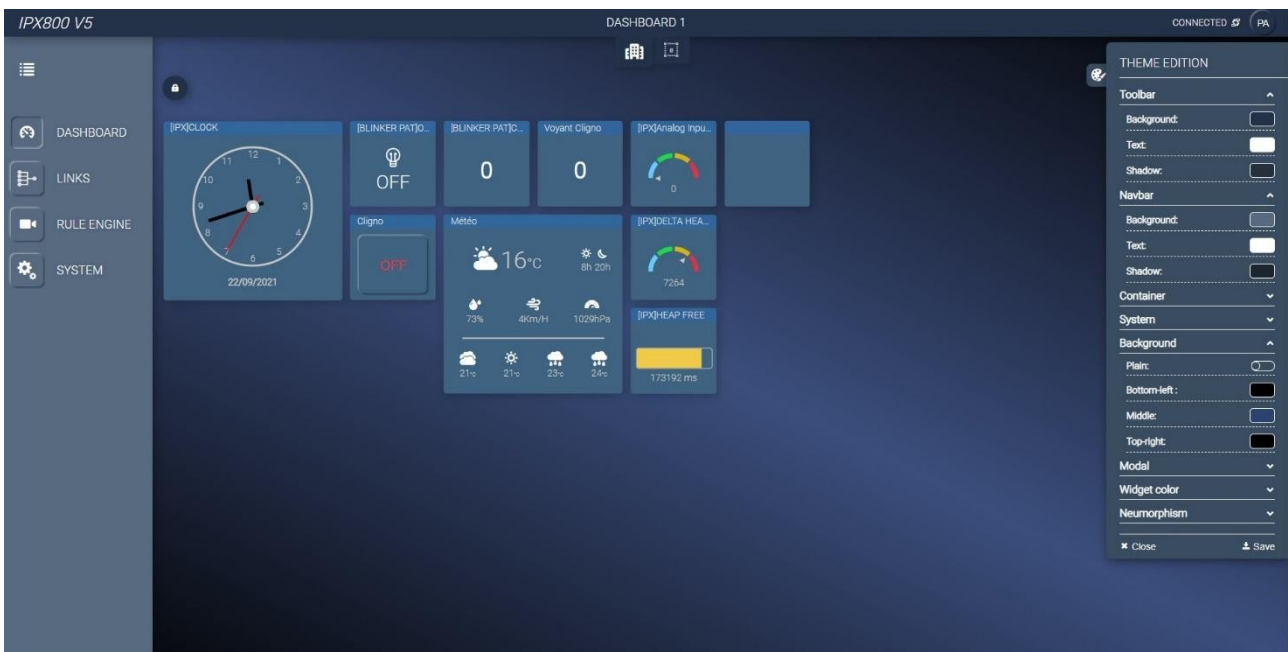 IPX800 V5
DASHBOARD 1
CONNECTED
PA
DASHBOARD
LINKS
RULE ENGINE
SYSTEM
[IPX]CLOCK
12
1
2
3
4
5
6
7
8
9
10
11
22/09/2021
[BLINKER PAT]O...
OFF
[BLINKER PAT]C...
0
Voyant Cligno
0
[IPX]Analog Inpu...
0
Cligno
OFF
Météo
16°C
8h 20h
73%
4Km/H
1029hPa
21°c
21°c
23°c
24°c
[IPX]DELTA HEA...
7264
[IPX]HEAP FREE
173192 ms
THEME EDITION
Toolbar
Background:
Text:
Shadow:
Navbar
Background:
Text:
Shadow:
Container
System
Background
Plain:
Bottom-left :
Middle:
Top-right:
Modal
Widget color
Neumorphism
Close
Save